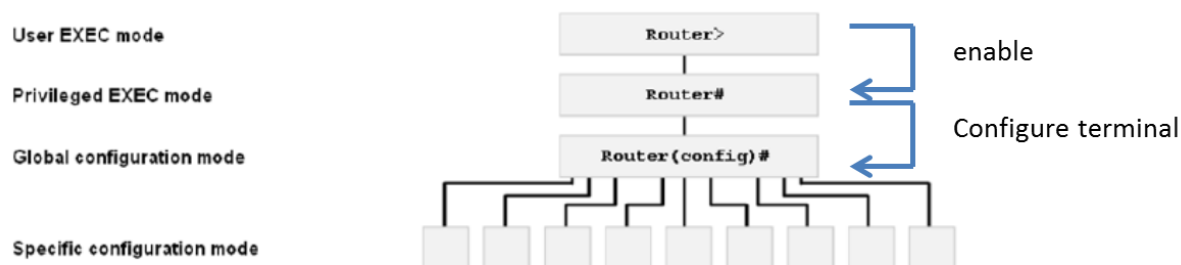 User EXEC mode
Router>
enable
Privileged EXEC mode
Router#
Configure terminal
Global configuration mode
Router(config)#
Specific configuration mode